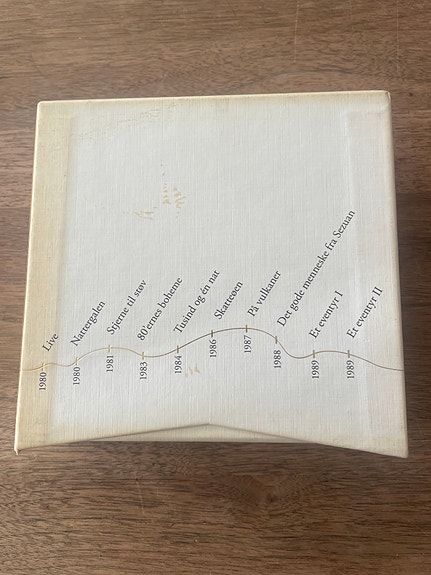 Live
1980
Nattergalen
1980
Stjerne til støv
1981
80'ernes boheme
1983
Tusind og én nat
1984
Skatteøen
1986
På vulkaner
1987
Det gode menneske fra Sezuan
1988
Et eventyr I
1989
Et eventyr II
1989